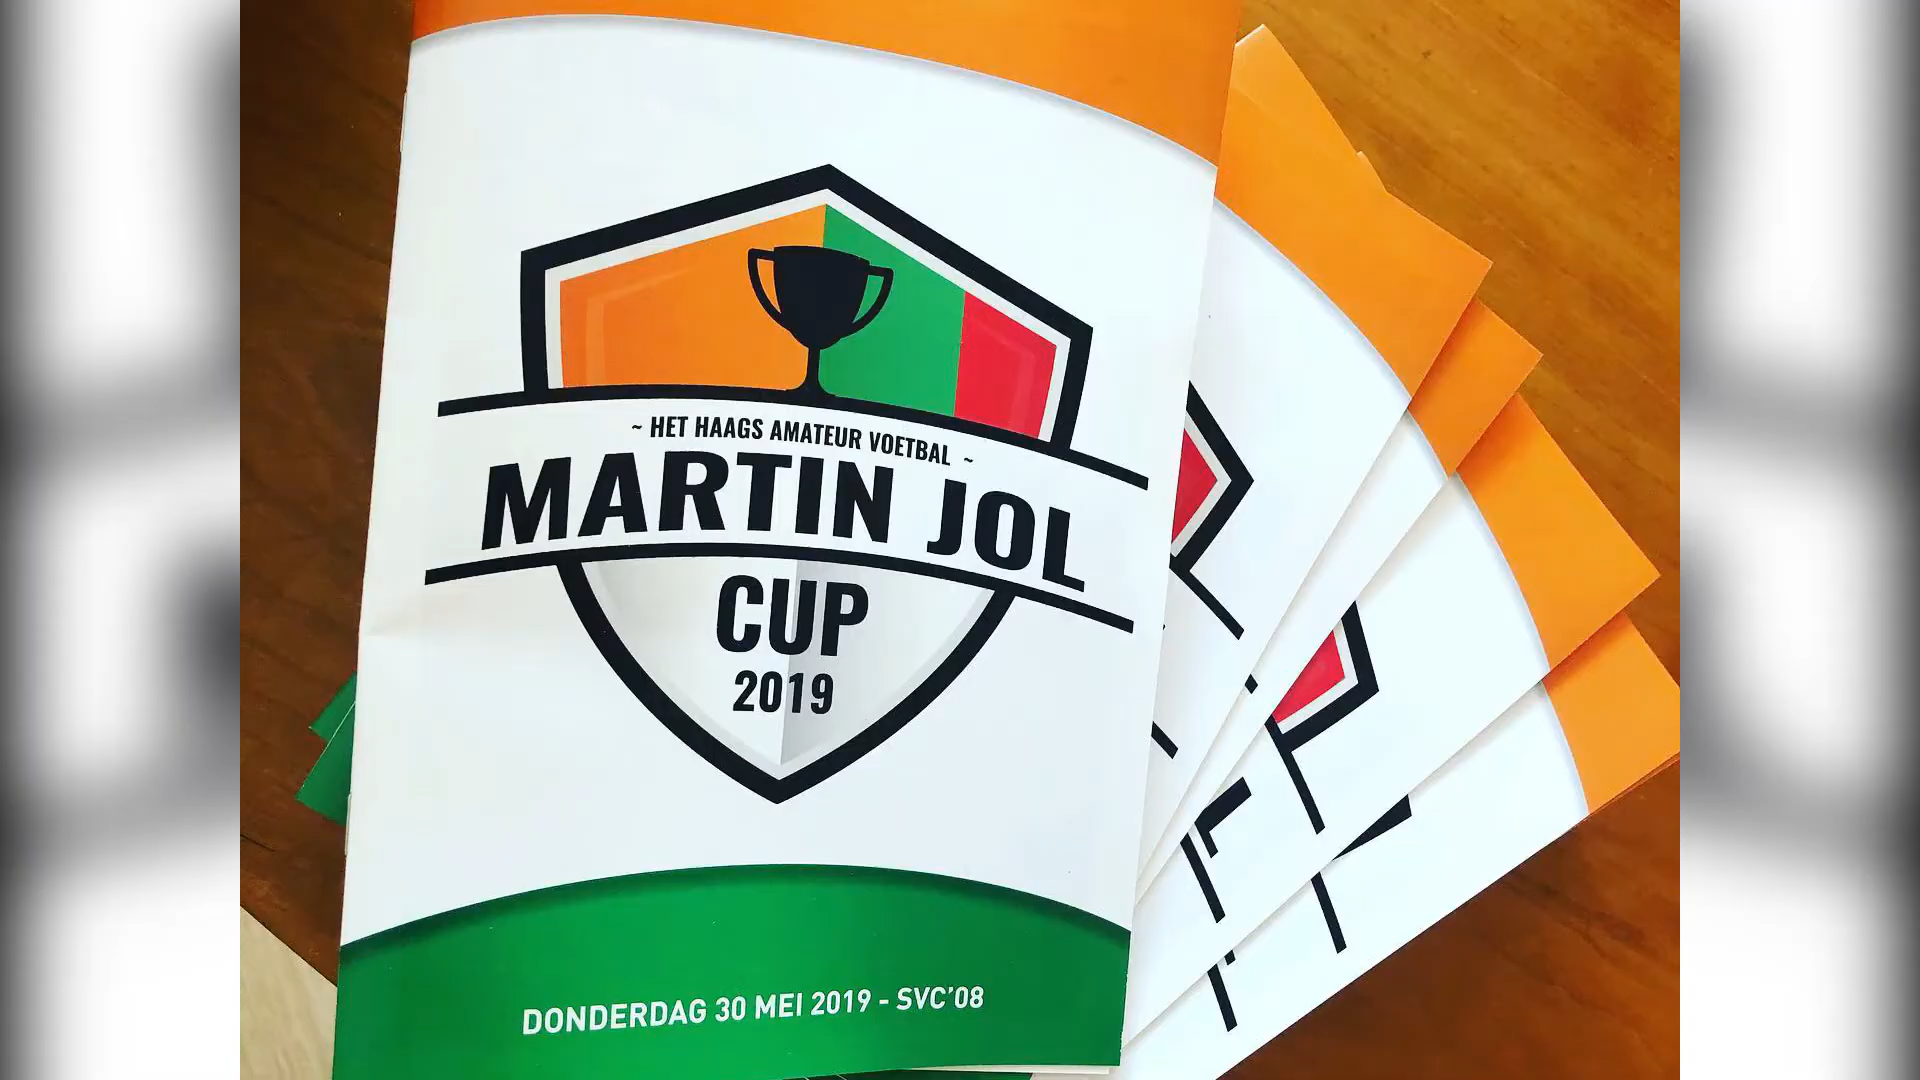 ~ HET HAAGS AMATEUR VOETBAL ~
MARTIN JOL
CUP
2019
DONDERDAG 30 MEI 2019 - SVC'08